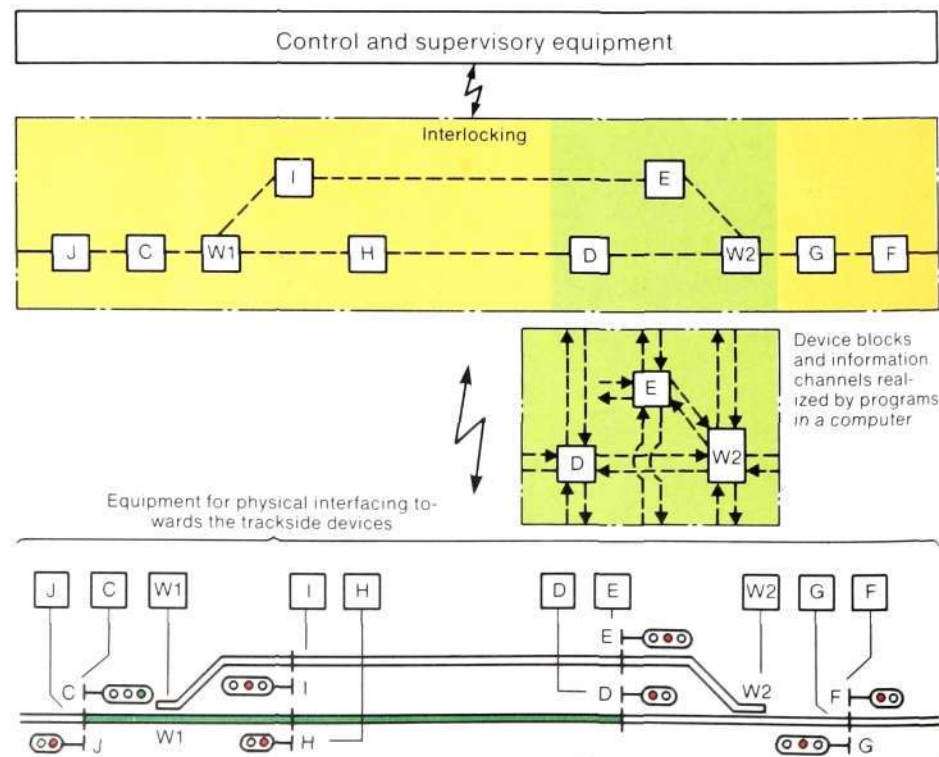 Control and supervisory equipment
Interlocking
I
E
J
C
W1
H
D
W2
G
F
Device blocks
and information
channels real-
ized by programs
in a computer
E
D
W2
Equipment for physical interfacing to-
wards the trackside devices
J
C
W1
I
H
D
E
W2
G
F
E
C
I
D
W2
F
W1
J
H
G